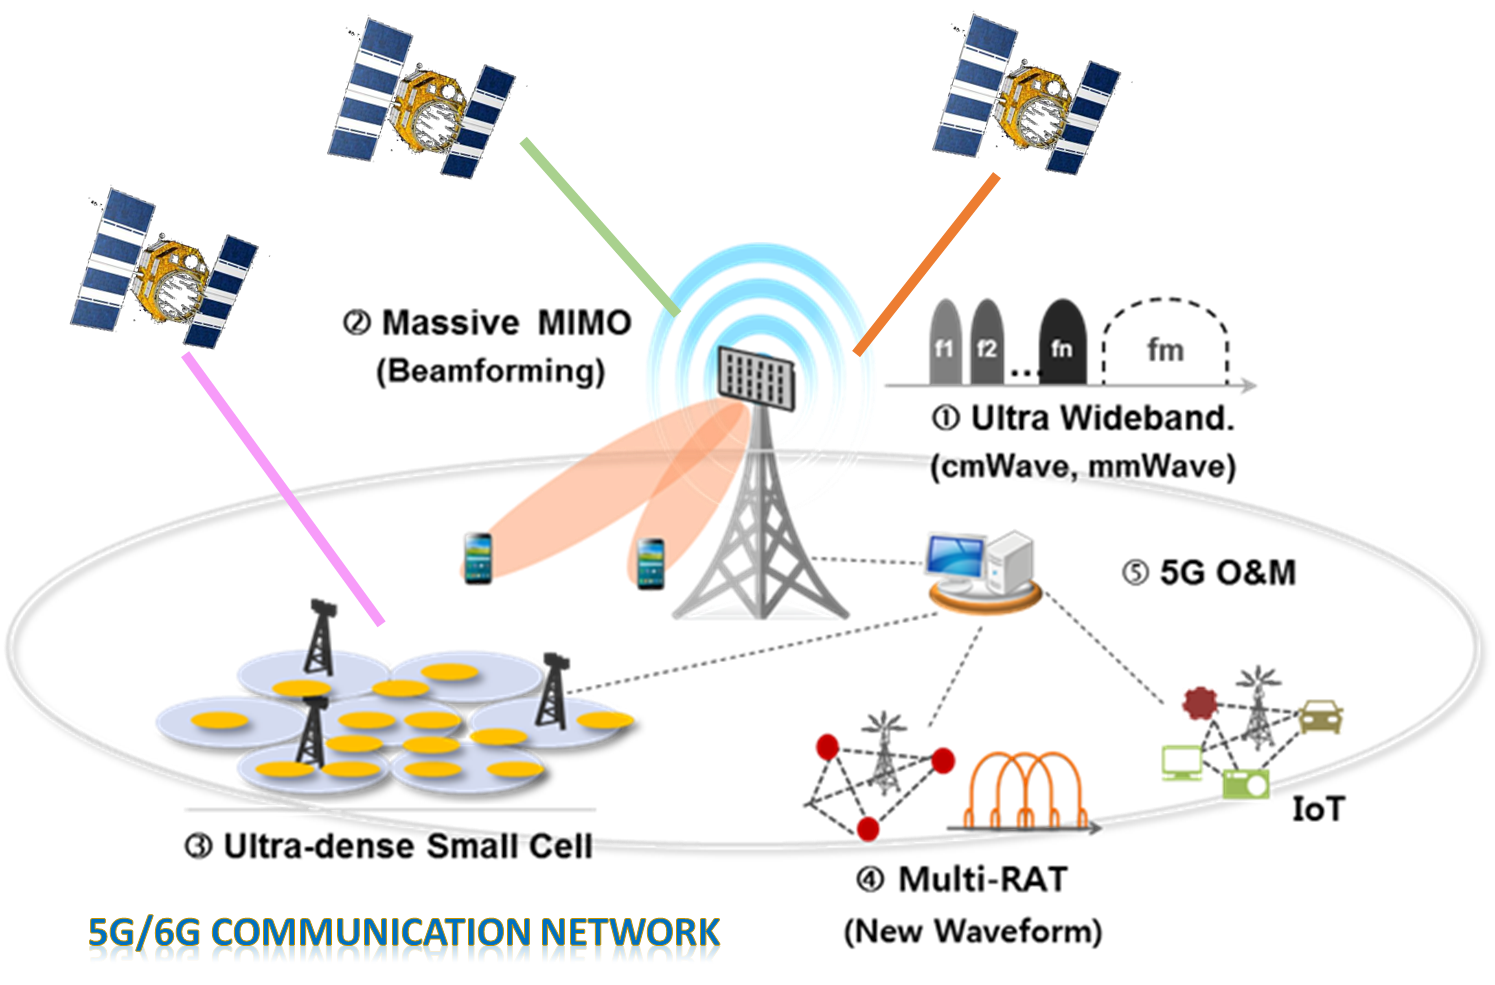 ② Massive MIMO
(Beamforming)
f1 f2 ... fn fm
① Ultra Wideband.
(cmWave, mmWave)
⑤ 5G O&M
IoT
③ Ultra-dense Small Cell
④ Multi-RAT
(New Waveform)
5G/6G COMMUNICATION NETWORK